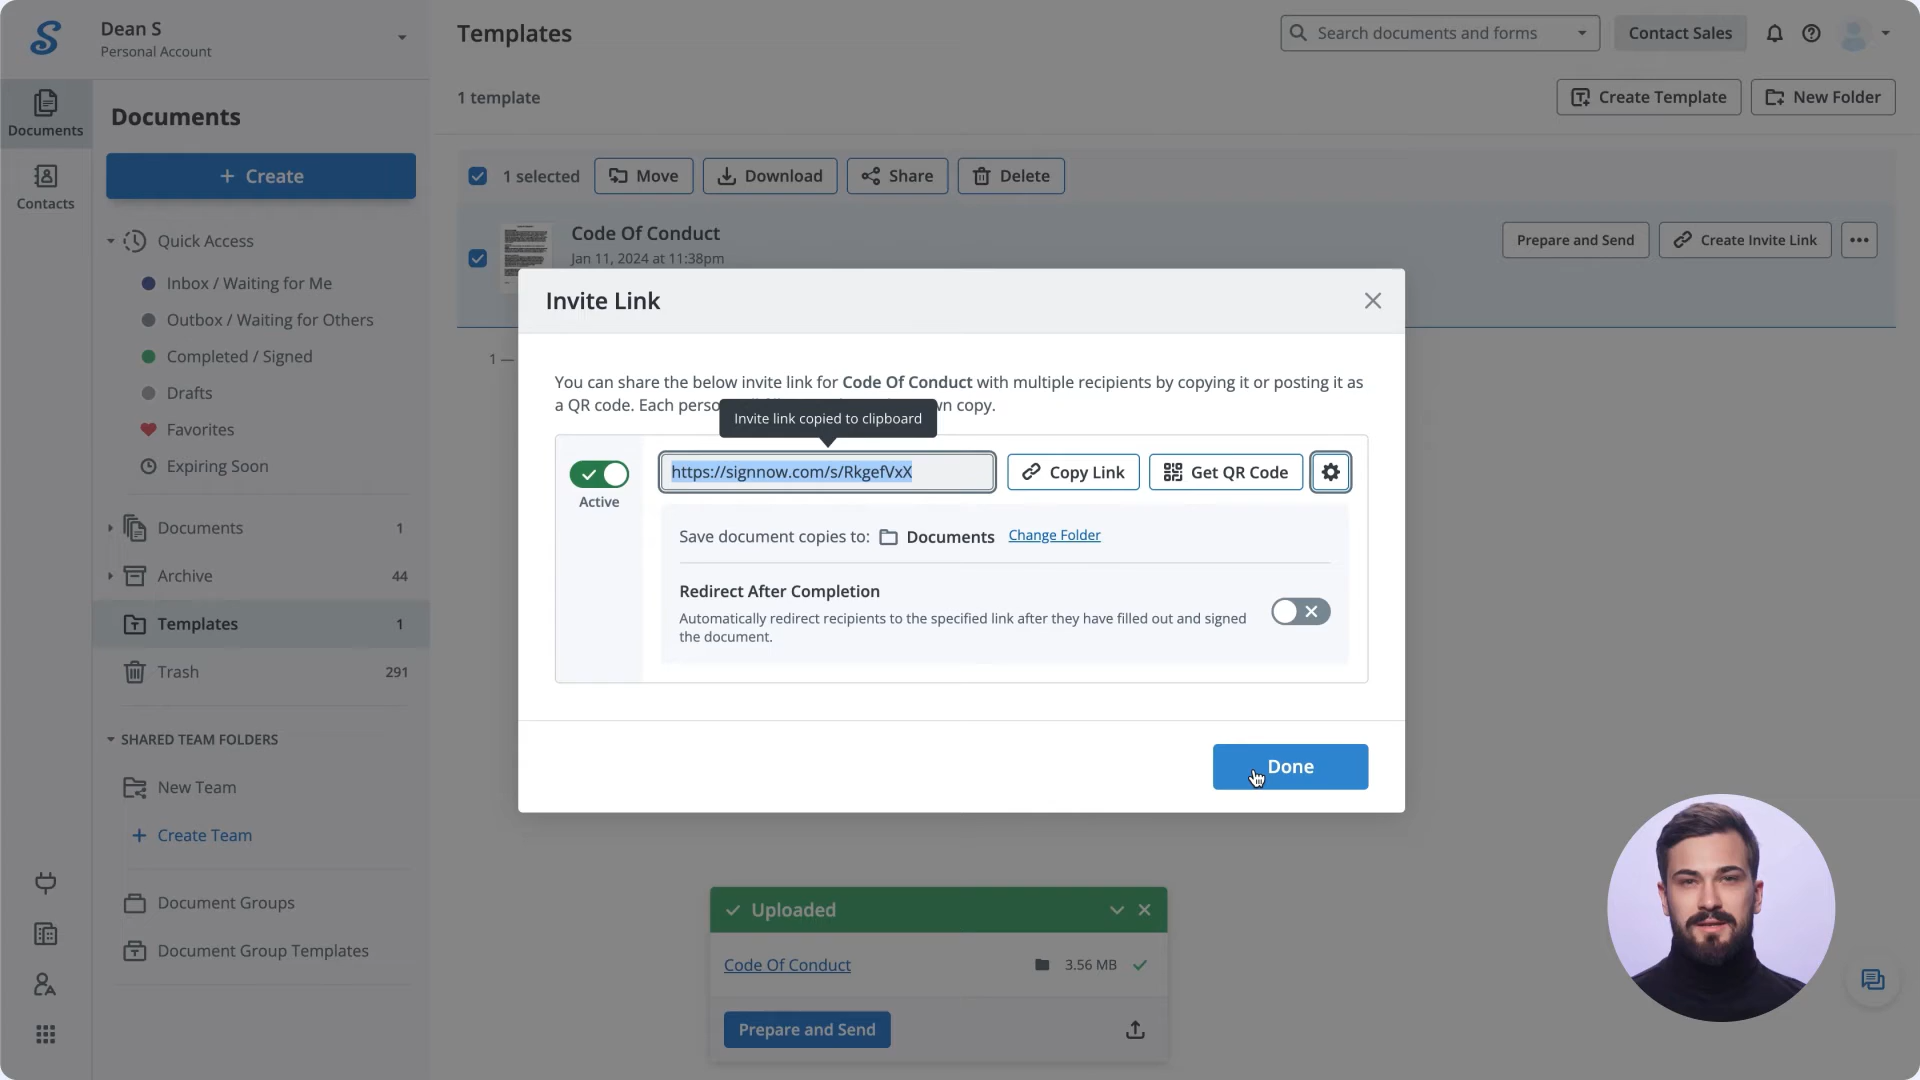 Dean S
Personal Account
Templates
Search documents and forms
Contact Sales
Documents
Contacts
Documents
+ Create
Quick Access
Inbox / Waiting for Me
Outbox / Waiting for Others
Completed / Signed
Drafts
Favorites
Expiring Soon
Documents 1
Archive 44
Templates 1
Trash 291
SHARED TEAM FOLDERS
New Team
+ Create Team
Document Groups
Document Group Templates
1 template
Create Template
New Folder
1 selected
Move
Download
Share
Delete
Code Of Conduct
Jan 11, 2024 at 11:38pm
Prepare and Send
Create Invite Link
1 —
Invite Link
You can share the below invite link for Code Of Conduct with multiple recipients by copying it or posting it as
a QR code. Each perso wn copy.
Invite link copied to clipboard
Active
https://signnow.com/s/RkgefVxX
Copy Link
Get QR Code
Save document copies to: Documents Change Folder
Redirect After Completion
Automatically redirect recipients to the specified link after they have filled out and signed
the document.
Done
Uploaded
Code Of Conduct
3.56 MB
Prepare and Send